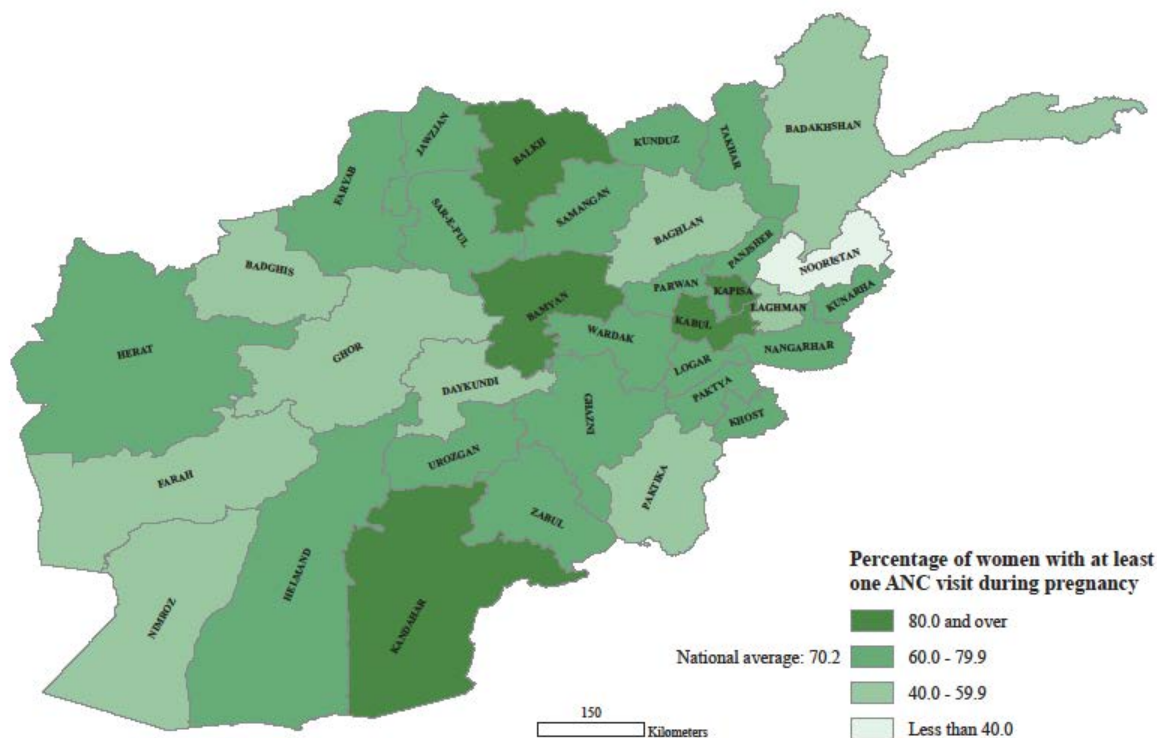 BADAKHSHAN
JAWZJAN
BALKH
KUNDUZ
TAKHAR
FARYAB
SAR-E-PUL
SAMANGAN
BAGHLAN
PANJSHER
NOORISTAN
BADGHIS
PARWAN
KAPISA
KUNARHA
LAGHMAN
BAMYAN
KABUL
HERAT
GHOR
WARDAK
NANGARHAR
LOGAR
DAYKUNDI
PAKTYA
GHAZNI
KHOST
UROZGAN
FARAH
PAKTIKA
ZABUL
HELMAND
NIMROZ
KANDAHAR
Percentage of women with at least
one ANC visit during pregnancy
80.0 and over
National average: 70.2
60.0 - 79.9
40.0 - 59.9
Less than 40.0
150
Kilometers